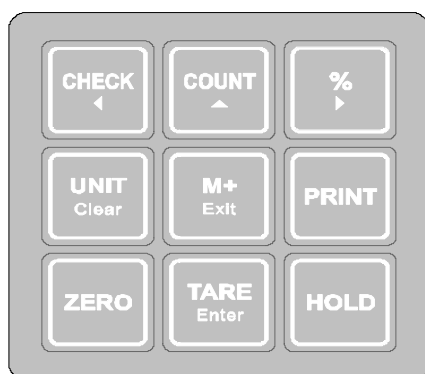 CHECK COUNT %
UNIT M+ PRINT
Clear Exit
ZERO TARE HOLD
Enter